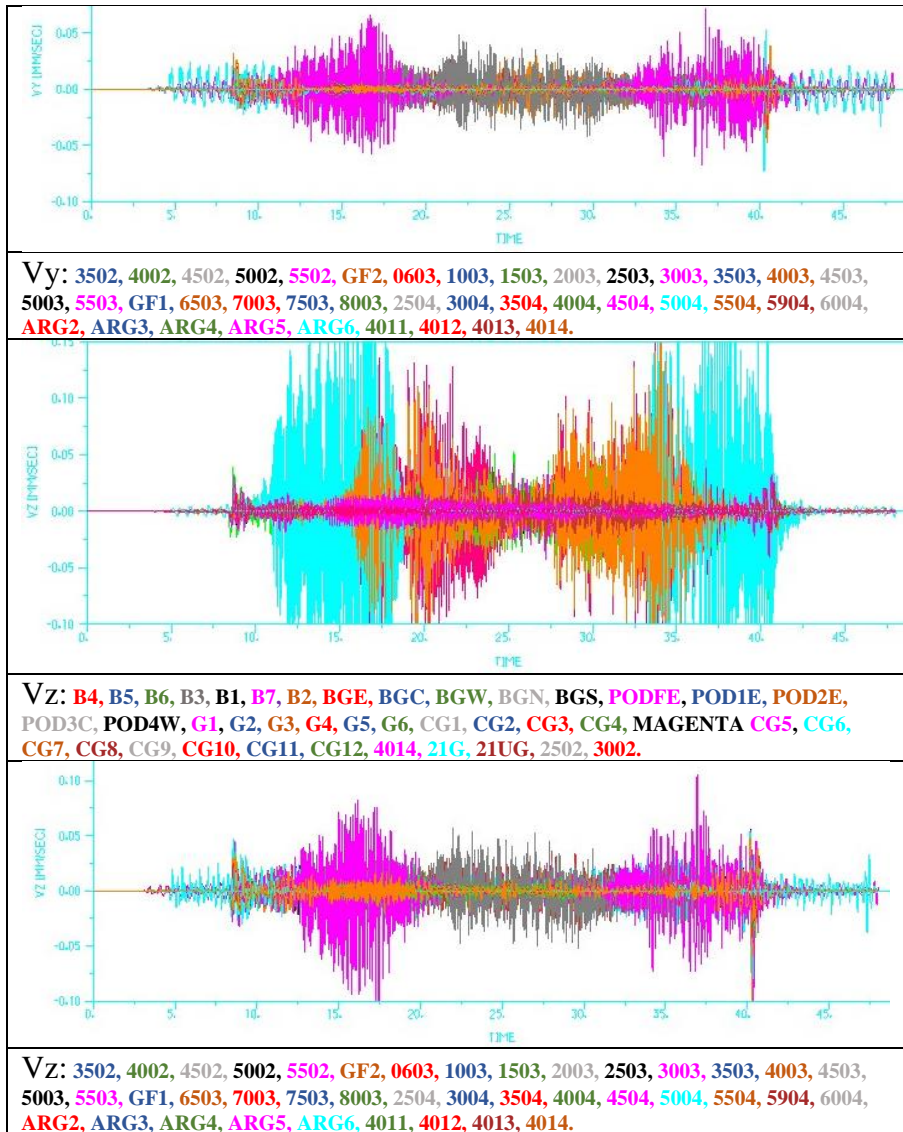 0.05
0.00
-0.05
-0.10
VY [MM/SEC]
0. 5. 10. 15. 20. 25. 30. 35. 40. 45.
TIME
Vy: 3502, 4002, 4502, 5002, 5502, GF2, 0603, 1003, 1503, 2003, 2503, 3003, 3503, 4003, 4503,
5003, 5503, GF1, 6503, 7003, 7503, 8003, 2504, 3004, 3504, 4004, 4504, 5004, 5504, 5904, 6004,
ARG2, ARG3, ARG4, ARG5, ARG6, 4011, 4012, 4013, 4014.
0.15
0.10
0.05
0.00
-0.05
-0.10
VZ [MM/SEC]
0. 5. 10. 15. 20. 25. 30. 35. 40. 45.
TIME
Vz: B4, B5, B6, B3, B1, B7, B2, BGE, BGC, BGW, BGN, BGS, PODFE, POD1E, POD2E,
POD3C, POD4W, G1, G2, G3, G4, G5, G6, CG1, CG2, CG3, CG4, MAGENTA CG5, CG6,
CG7, CG8, CG9, CG10, CG11, CG12, 4014, 21G, 21UG, 2502, 3002.
0.10
0.05
0.00
-0.05
-0.10
VZ [MM/SEC]
0. 5. 10. 15. 20. 25. 30. 35. 40. 45.
TIME
Vz: 3502, 4002, 4502, 5002, 5502, GF2, 0603, 1003, 1503, 2003, 2503, 3003, 3503, 4003, 4503,
5003, 5503, GF1, 6503, 7003, 7503, 8003, 2504, 3004, 3504, 4004, 4504, 5004, 5504, 5904, 6004,
ARG2, ARG3, ARG4, ARG5, ARG6, 4011, 4012, 4013, 4014.